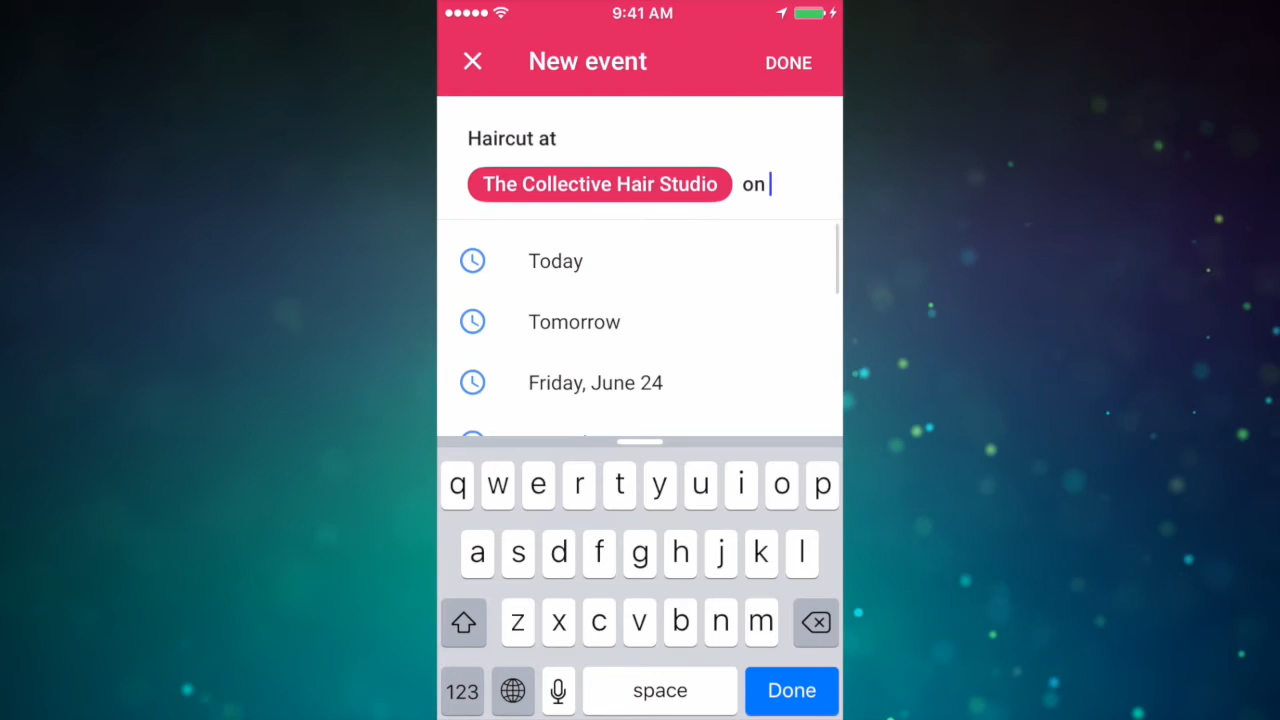 9:41 AM
New event
DONE
Haircut at
The Collective Hair Studio on
Today
Tomorrow
Friday, June 24
q w e r t y u i o p
a s d f g h j k l
z x c v b n m
123 space Done